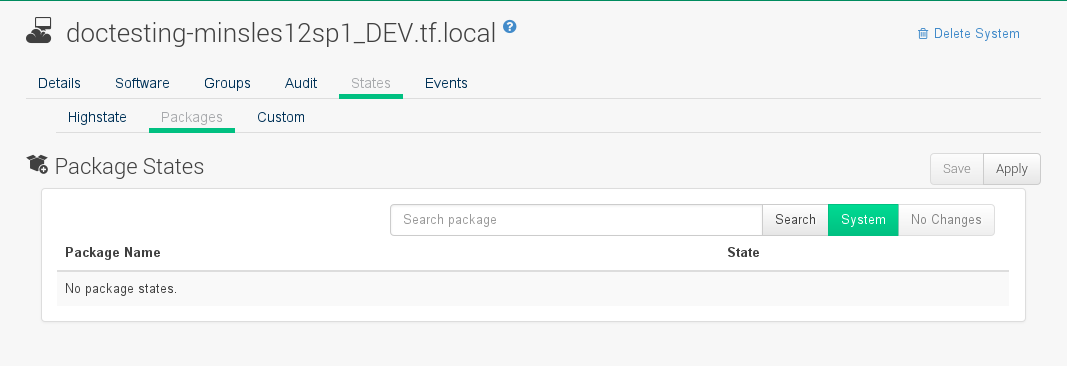 doctesting-minsles12sp1_DEV.tf.local ?
Delete System
Details Software Groups Audit States Events
Highstate Packages Custom
Package States
Save Apply
Search package Search System No Changes
Package Name State
No package states.